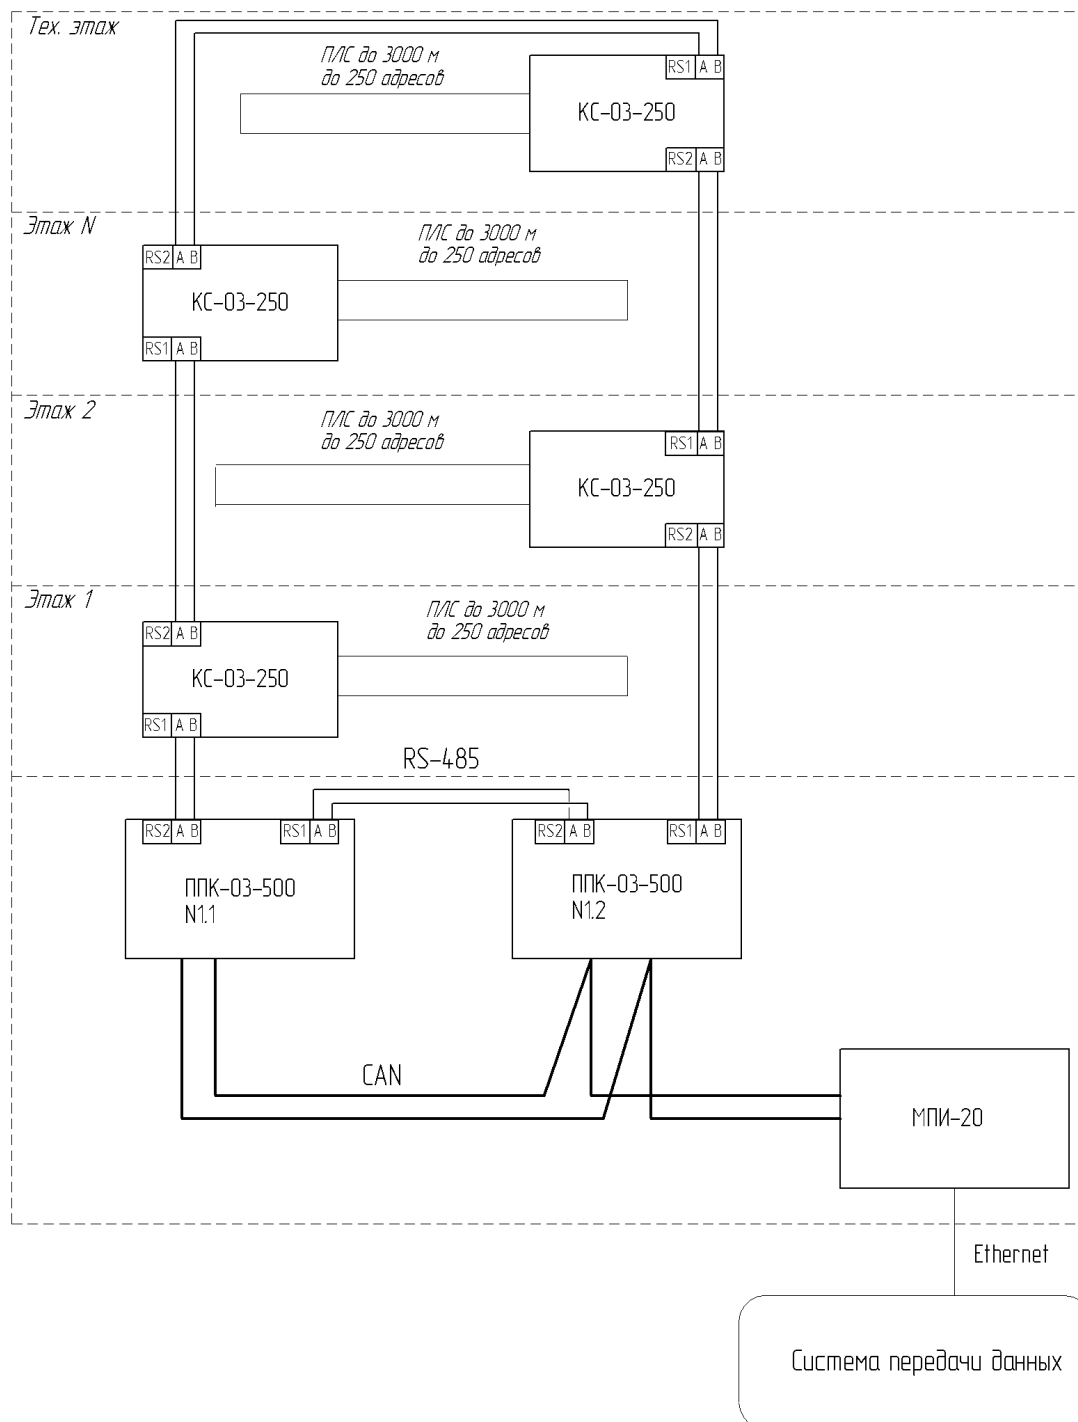 Тех. этаж
ПЛС до 3000 м
до 250 адресов
RS1 A B
КС-03-250
RS2 A B
Этаж N
ПЛС до 3000 м
до 250 адресов
RS2 A B
КС-03-250
RS1 A B
Этаж 2
ПЛС до 3000 м
до 250 адресов
RS1 A B
КС-03-250
RS2 A B
Этаж 1
ПЛС до 3000 м
до 250 адресов
RS2 A B
КС-03-250
RS1 A B
RS-485
RS2 A B
RS1 A B
RS2 A B
RS1 A B
ППК-03-500
N1.1
ППК-03-500
N1.2
CAN
МПИ-20
Ethernet
Система передачи данных